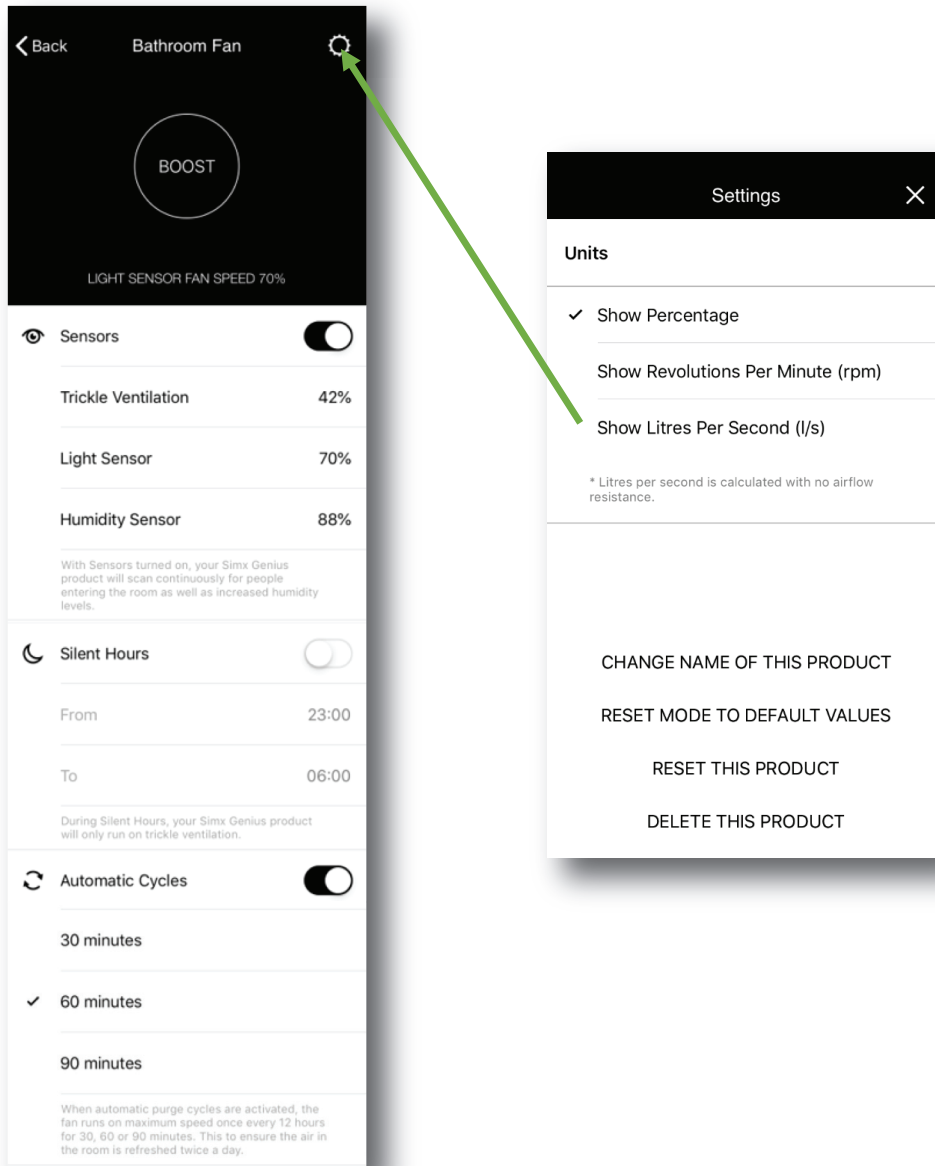 Back
Bathroom Fan
BOOST
LIGHT SENSOR FAN SPEED 70%
Sensors
Trickle Ventilation 42%
Light Sensor 70%
Humidity Sensor 88%
With Sensors turned on, your Simx Genius
product will scan continuously for people
entering the room as well as increased humidity
levels.
Silent Hours
From 23:00
To 06:00
During Silent Hours, your Simx Genius product
will only run on trickle ventilation.
Automatic Cycles
30 minutes
60 minutes
90 minutes
When automatic purge cycles are activated, the
fan runs on maximum speed once every 12 hours
for 30, 60 or 90 minutes. This to ensure the air in
the room is refreshed twice a day.
Settings
Units
Show Percentage
Show Revolutions Per Minute (rpm)
Show Litres Per Second (l/s)
* Litres per second is calculated with no airflow
resistance.
CHANGE NAME OF THIS PRODUCT
RESET MODE TO DEFAULT VALUES
RESET THIS PRODUCT
DELETE THIS PRODUCT